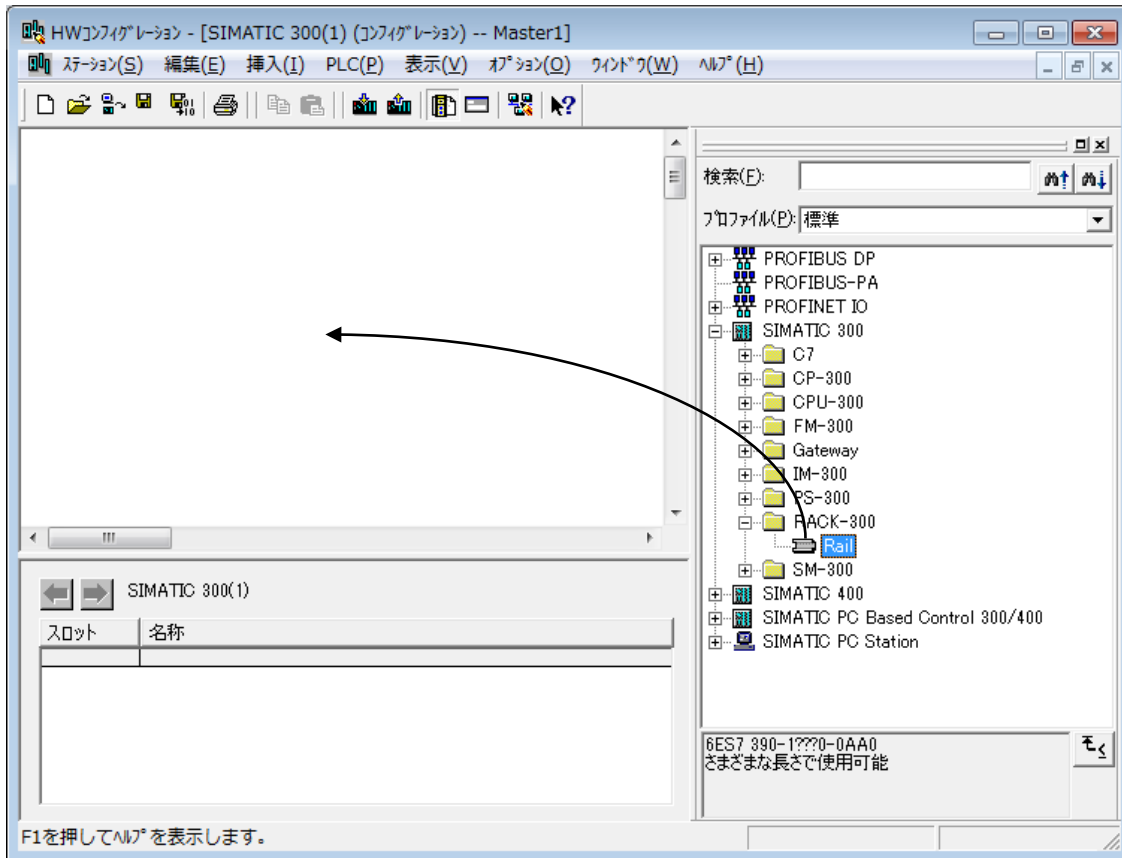 HWｺﾝﾌｨｸﾞﾚｰｼｮﾝ - [SIMATIC 300(1) (ｺﾝﾌｨｸﾞﾚｰｼｮﾝ) -- Master1]
ｽﾃｰｼｮﾝ(S) 編集(E) 挿入(I) PLC(P) 表示(V) ｵﾌﾟｼｮﾝ(O) ｳｨﾝﾄﾞｳ(W) ﾍﾙﾌﾟ(H)
検索(F):
ﾌﾟﾛﾌｧｲﾙ(P): 標準
PROFIBUS DP
PROFIBUS-PA
PROFINET IO
SIMATIC 300
C7
CP-300
CPU-300
FM-300
Gateway
IM-300
PS-300
RACK-300
Rail
SM-300
SIMATIC 400
SIMATIC PC Based Control 300/400
SIMATIC PC Station
6ES7 390-1???0-0AA0
さまざまな長さで使用可能
SIMATIC 300(1)
スロット 名称
F1を押してﾍﾙﾌﾟを表示します。